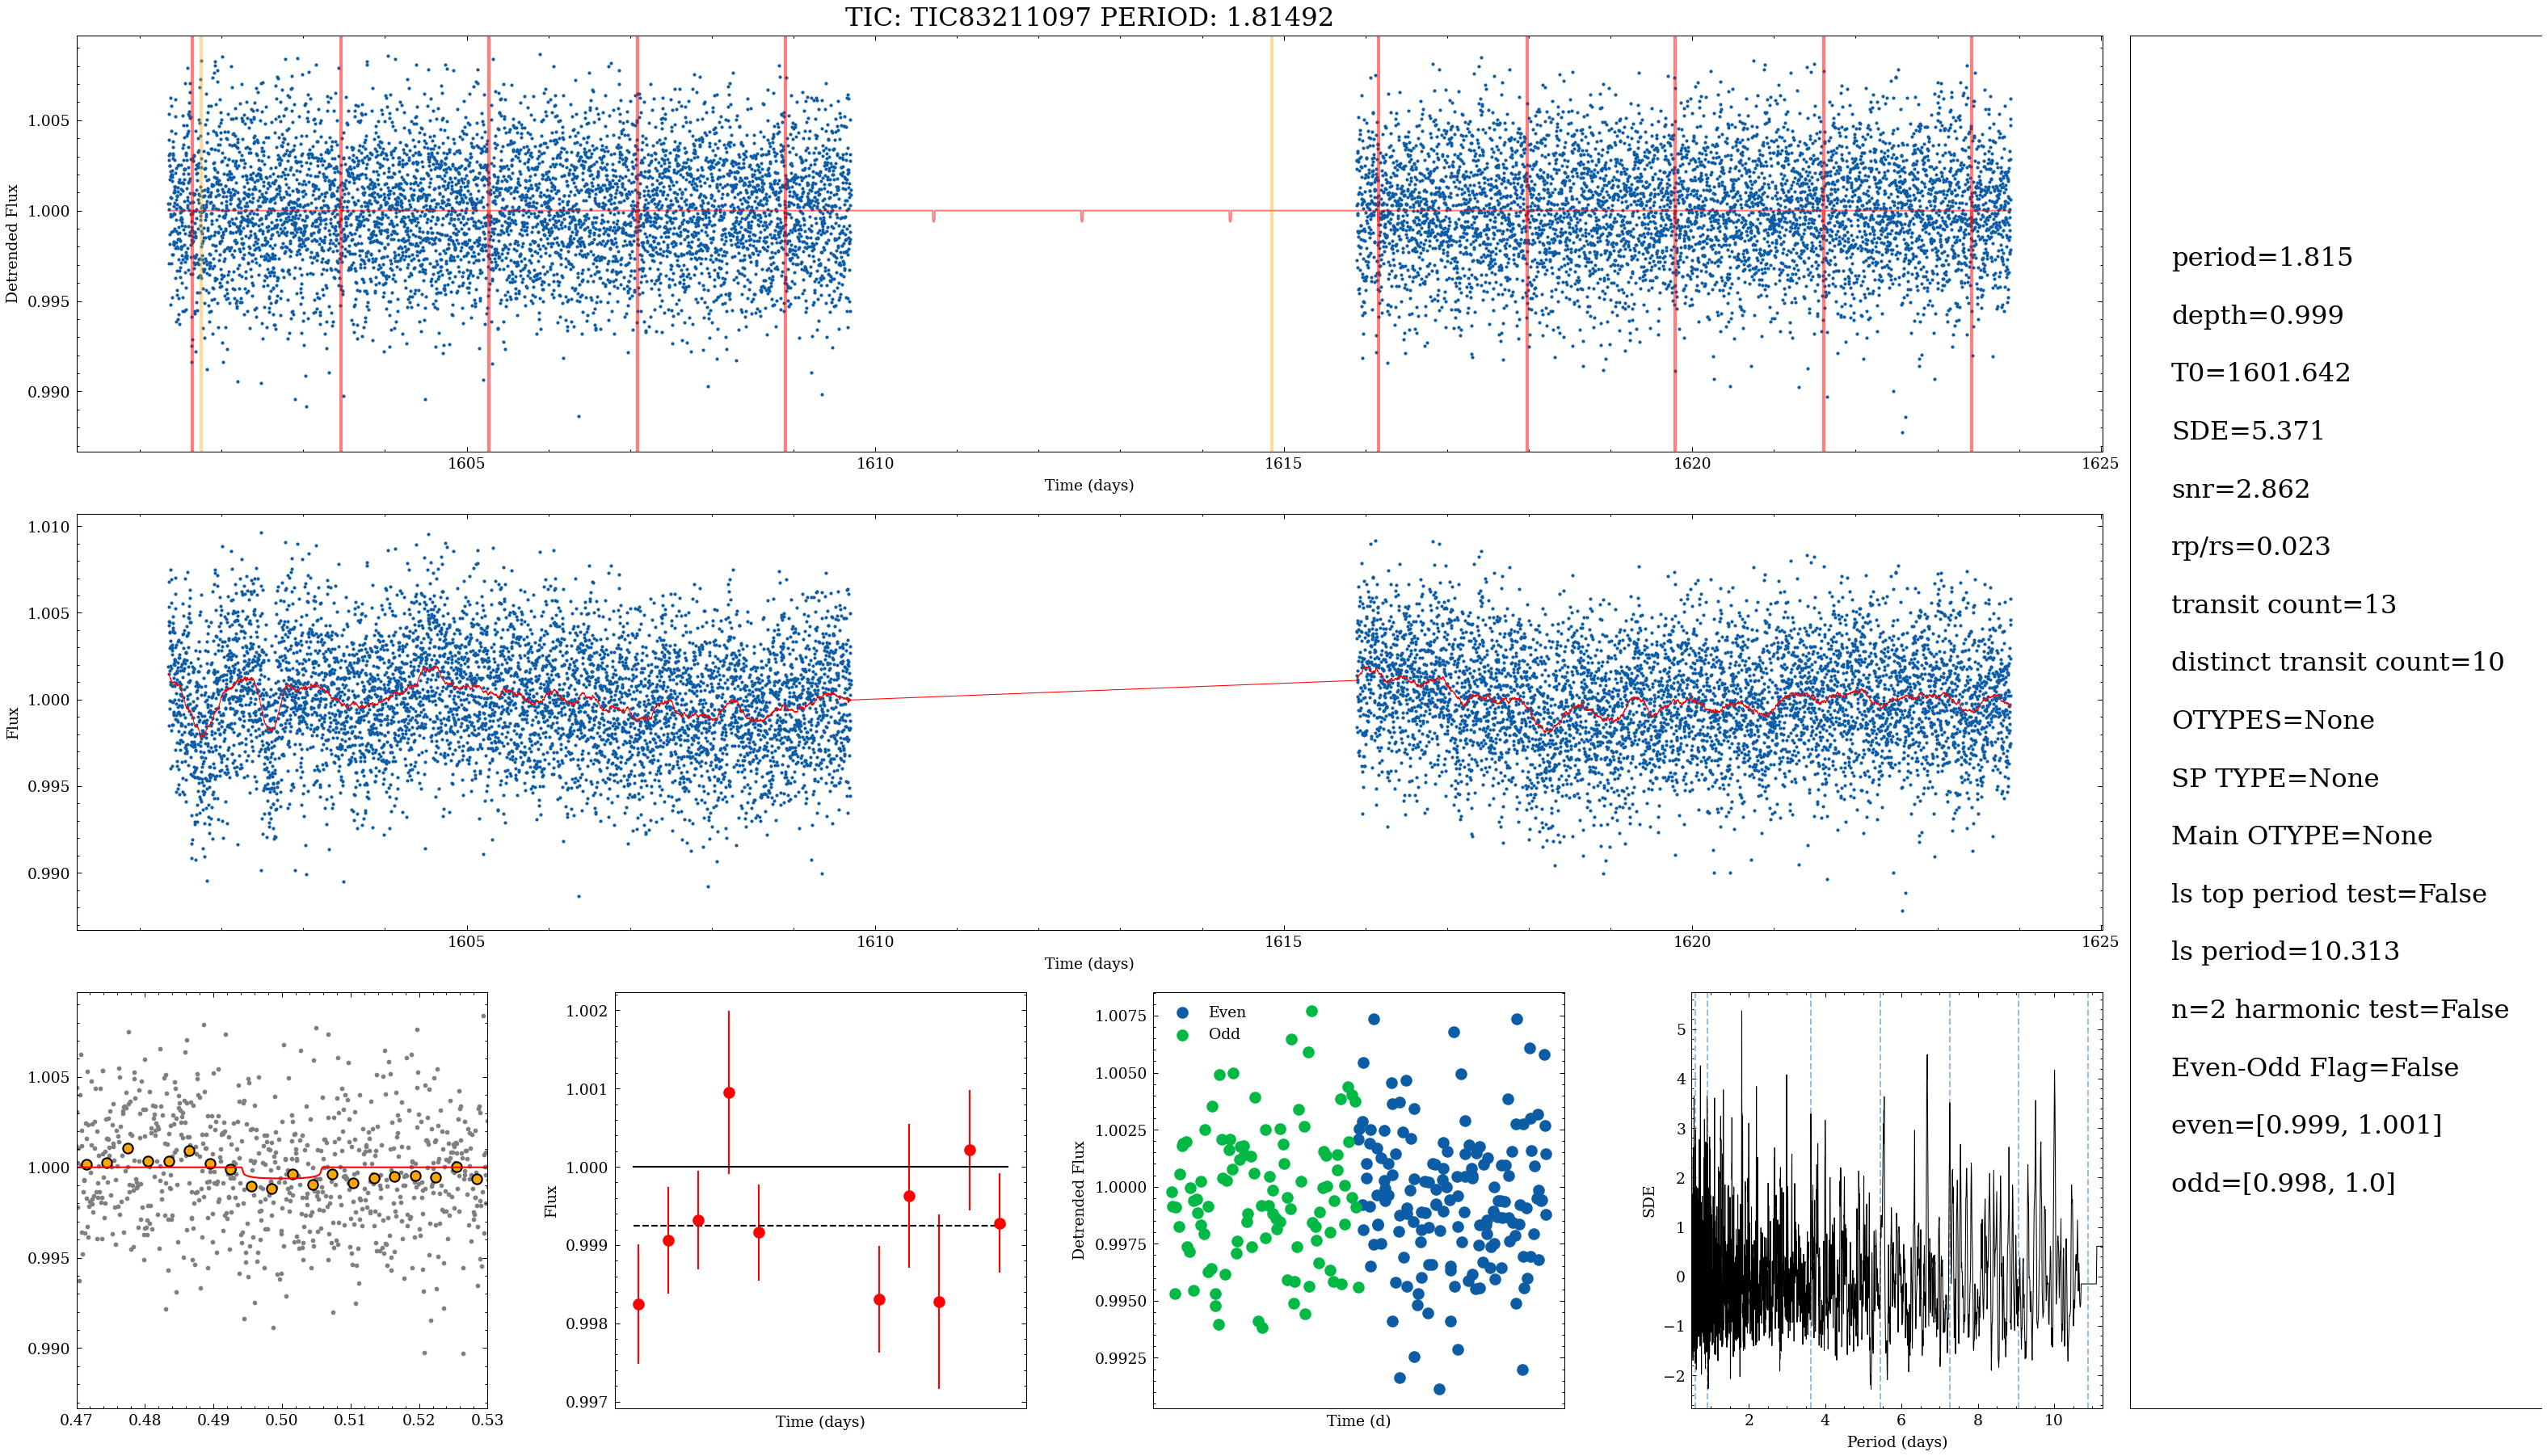 TIC: TIC83211097 PERIOD: 1.81492
Detrended Flux
1.005
1.000
0.995
0.990
1605
1610
1615
1620
1625
Time (days)
Flux
1.010
1.005
1.000
0.995
0.990
1605
1610
1615
1620
1625
Time (days)
1.005
1.000
0.995
0.990
0.47
0.48
0.49
0.50
0.51
0.52
0.53
Flux
1.002
1.001
1.000
0.999
0.998
0.997
Time (days)
Detrended Flux
1.0075
1.0050
1.0025
1.0000
0.9975
0.9950
0.9925
Even
Odd
Time (d)
SDE
5
4
3
2
1
0
−1
−2
2
4
6
8
10
Period (days)
period=1.815
depth=0.999
T0=1601.642
SDE=5.371
snr=2.862
rp/rs=0.023
transit count=13
distinct transit count=10
OTYPES=None
SP TYPE=None
Main OTYPE=None
ls top period test=False
ls period=10.313
n=2 harmonic test=False
Even-Odd Flag=False
even=[0.999, 1.001]
odd=[0.998, 1.0]